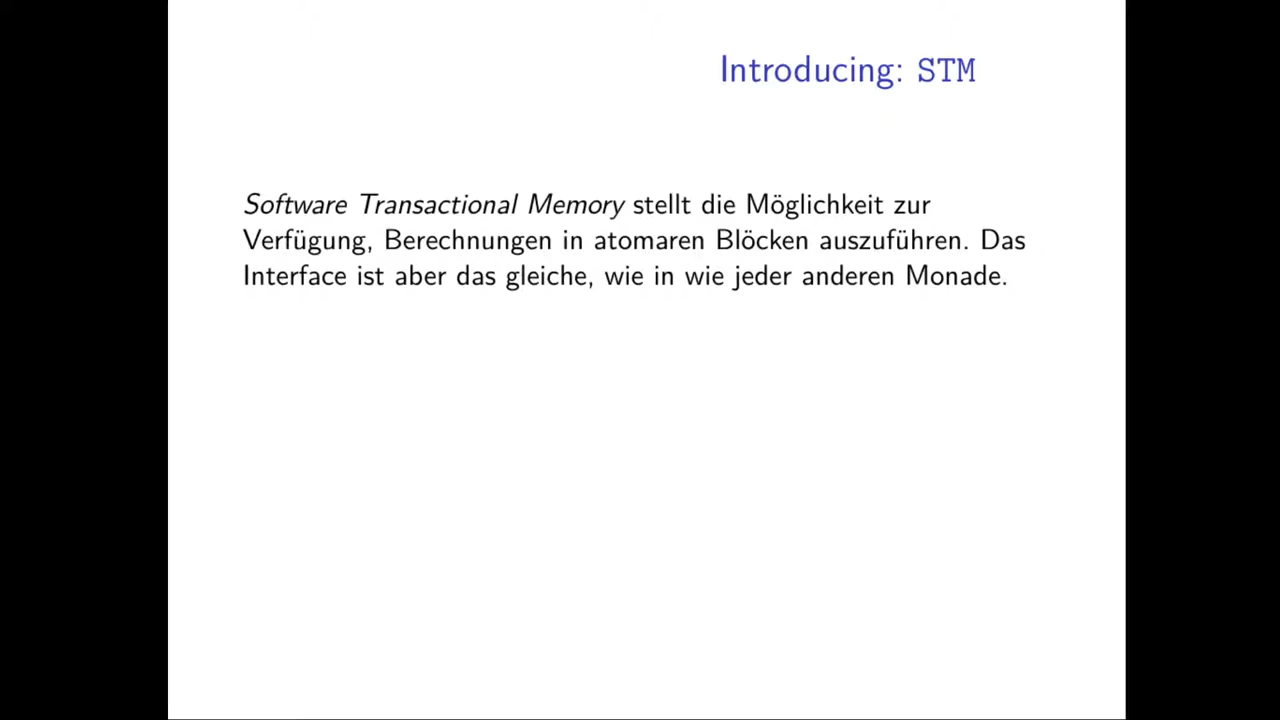 Introducing: STM
Software Transactional Memory stellt die Möglichkeit zur
Verfügung, Berechnungen in atomaren Blöcken auszuführen. Das
Interface ist aber das gleiche, wie in wie jeder anderen Monade.